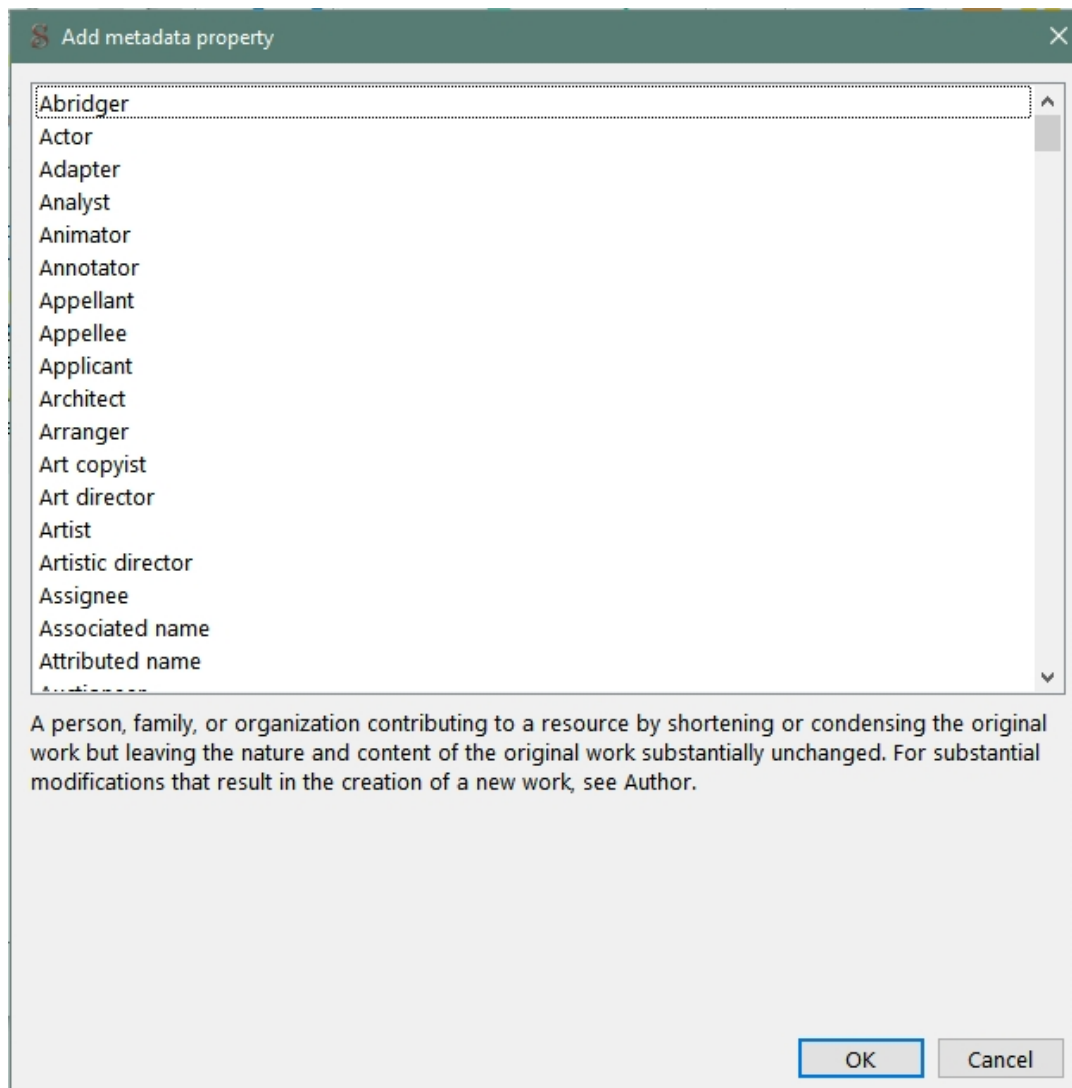 Add metadata property
Abridger
Actor
Adapter
Analyst
Animator
Annotator
Appellant
Appellee
Applicant
Architect
Arranger
Art copyist
Art director
Artist
Artistic director
Assignee
Associated name
Attributed name
A person, family, or organization contributing to a resource by shortening or condensing the original
work but leaving the nature and content of the original work substantially unchanged. For substantial
modifications that result in the creation of a new work, see Author.
OK Cancel